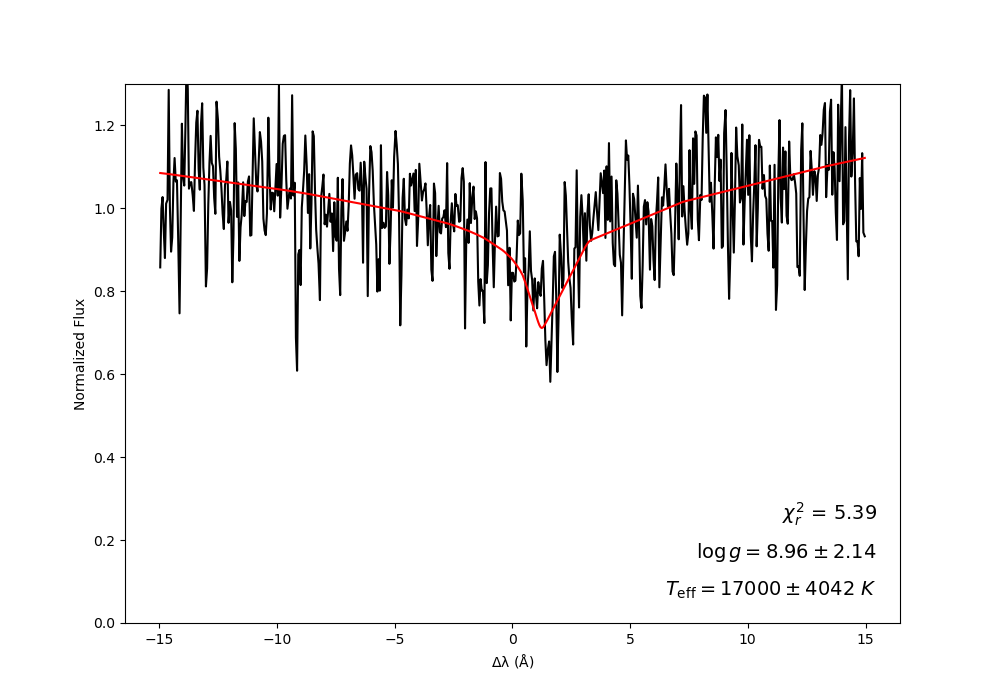 1.2
1.0
0.8
0.6
0.4
0.2
0.0
Normalized Flux
χ²ᵣ = 5.39
log g = 8.96 ± 2.14
T_eff = 17000 ± 4042 K
−15 −10 −5 0 5 10 15
Δλ (Å)